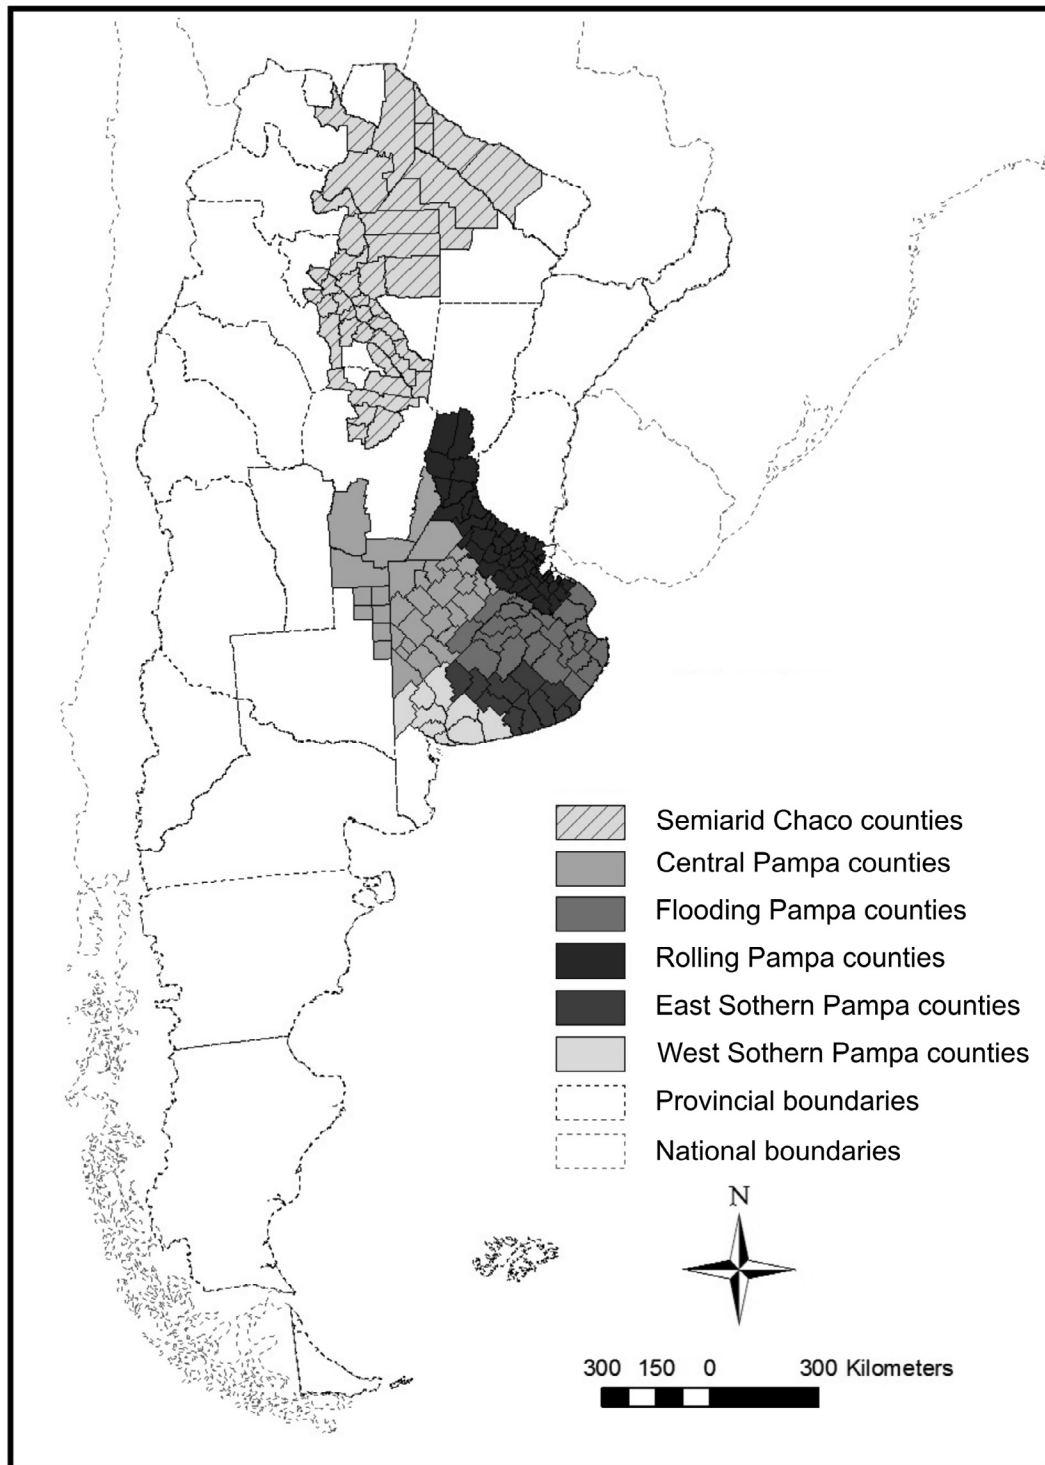 Semiarid Chaco counties
Central Pampa counties
Flooding Pampa counties
Rolling Pampa counties
East Sothern Pampa counties
West Sothern Pampa counties
Provincial boundaries
National boundaries
N
300 150 0 300 Kilometers